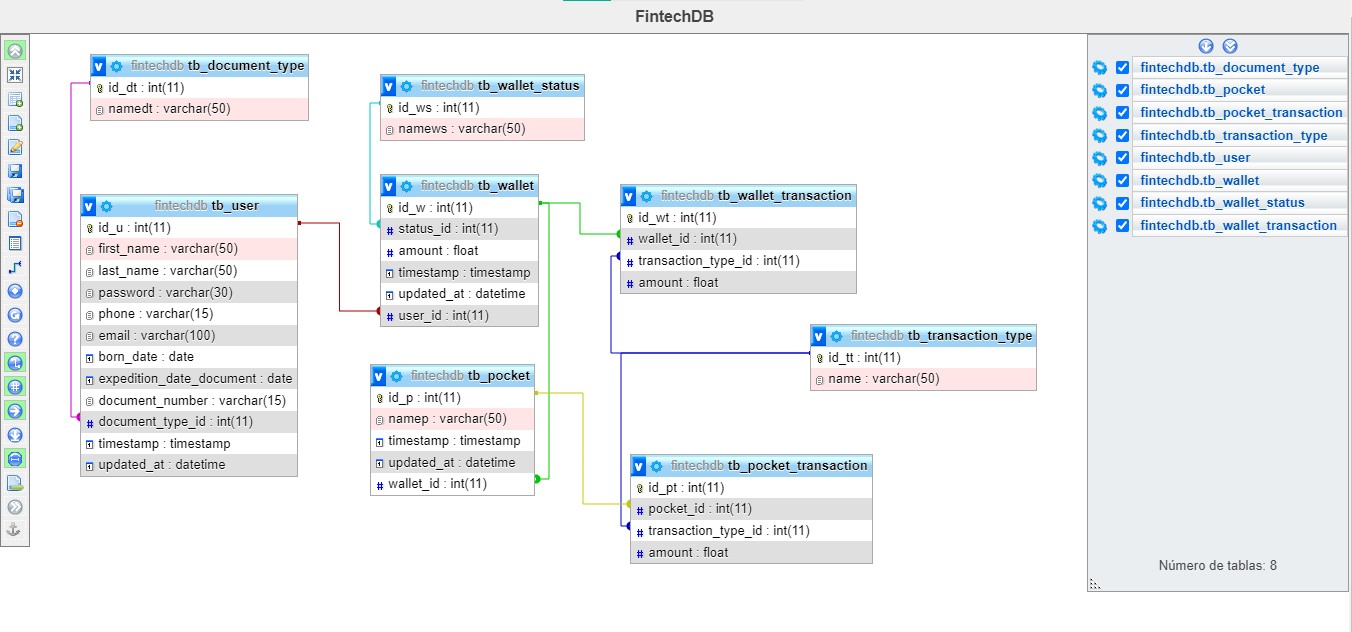 FintechDB
fintechdb tb_document_type
id_dt : int(11)
namedt : varchar(50)
fintechdb tb_wallet_status
id_ws : int(11)
namews : varchar(50)
fintechdb tb_user
id_u : int(11)
first_name : varchar(50)
last_name : varchar(50)
password : varchar(30)
phone : varchar(15)
email : varchar(100)
born_date : date
expedition_date_document : date
document_number : varchar(15)
document_type_id : int(11)
timestamp : timestamp
updated_at : datetime
fintechdb tb_wallet
id_w : int(11)
status_id : int(11)
amount : float
timestamp : timestamp
updated_at : datetime
user_id : int(11)
fintechdb tb_wallet_transaction
id_wt : int(11)
wallet_id : int(11)
transaction_type_id : int(11)
amount : float
fintechdb tb_transaction_type
id_tt : int(11)
name : varchar(50)
fintechdb tb_pocket
id_p : int(11)
namep : varchar(50)
timestamp : timestamp
updated_at : datetime
wallet_id : int(11)
fintechdb tb_pocket_transaction
id_pt : int(11)
pocket_id : int(11)
transaction_type_id : int(11)
amount : float
fintechdb.tb_document_type
fintechdb.tb_pocket
fintechdb.tb_pocket_transaction
fintechdb.tb_transaction_type
fintechdb.tb_user
fintechdb.tb_wallet
fintechdb.tb_wallet_status
fintechdb.tb_wallet_transaction
Número de tablas: 8